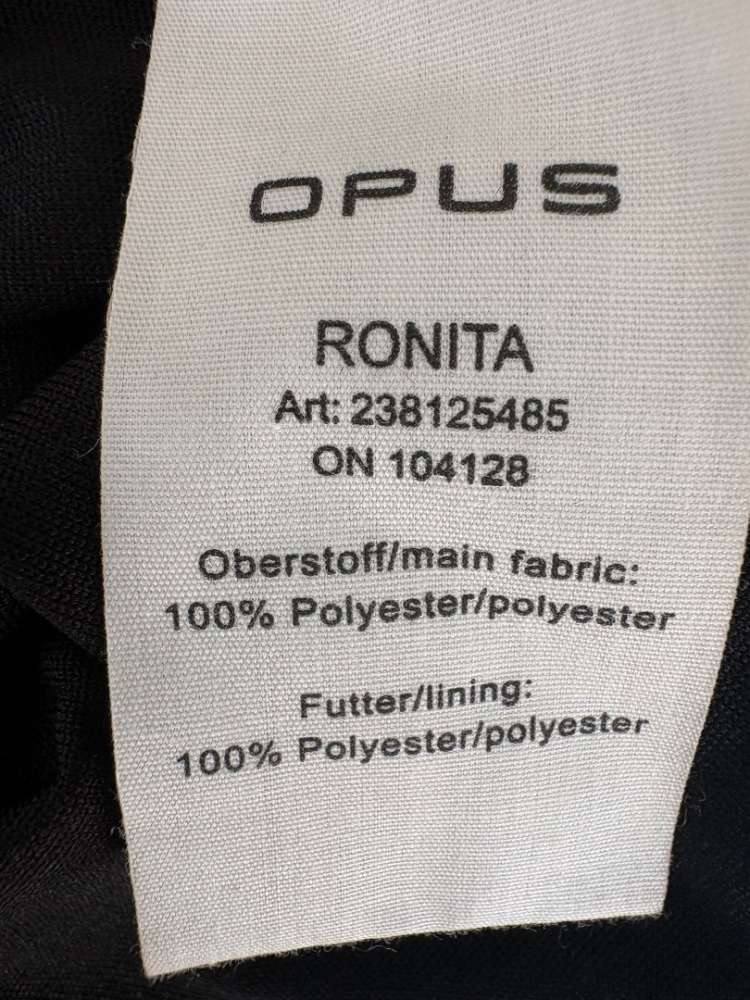 OPUS
RONITA
Art: 238125485
ON 104128
Oberstoff/main fabric:
100% Polyester/polyester
Futter/lining:
100% Polyester/polyester